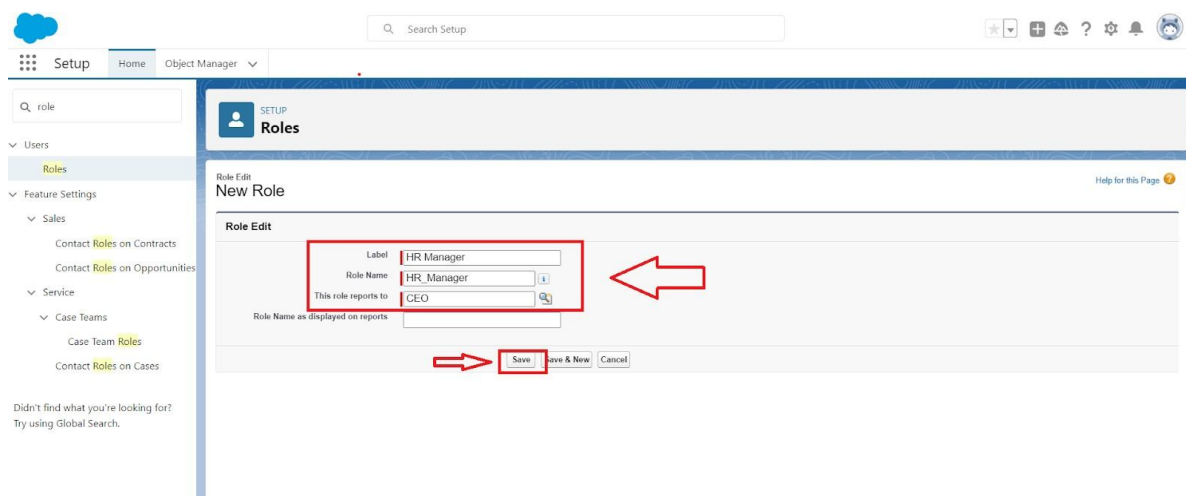 Search Setup
Setup Home Object Manager
role
Users
Roles
Feature Settings
Sales
Contact Roles on Contracts
Contact Roles on Opportunities
Service
Case Teams
Case Team Roles
Contact Roles on Cases
Didn't find what you're looking for?
Try using Global Search.
SETUP
Roles
Role Edit
New Role
Help for this Page
Role Edit
Label HR Manager
Role Name HR_Manager
This role reports to CEO
Role Name as displayed on reports
Save Save & New Cancel